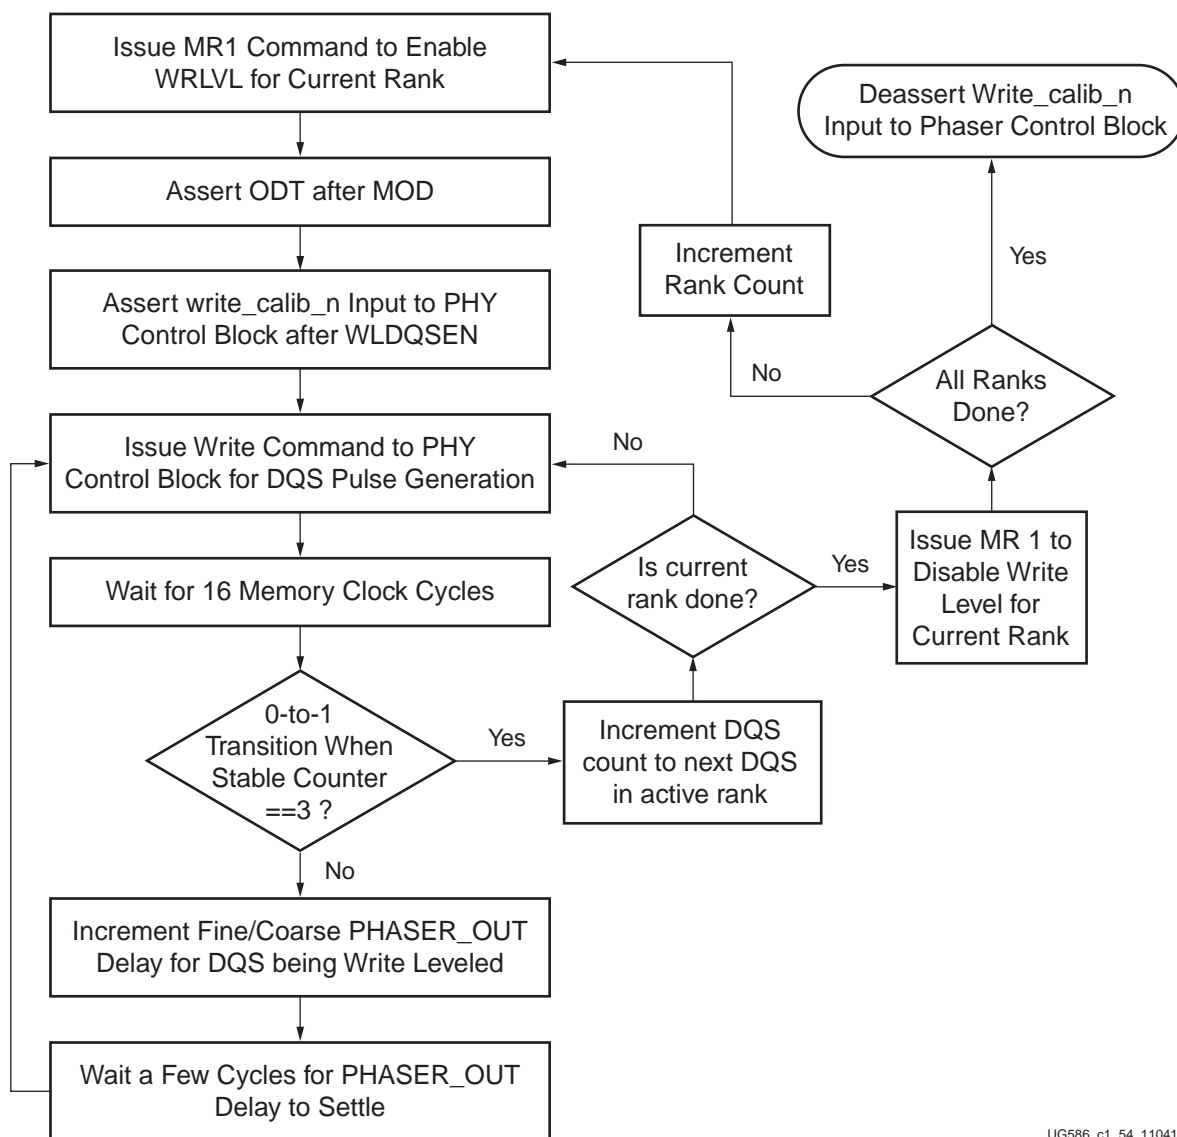 Issue MR1 Command to Enable
WRLVL for Current Rank
Assert ODT after MOD
Assert write_calib_n Input to PHY
Control Block after WLDQSEN
Issue Write Command to PHY
Control Block for DQS Pulse Generation
Wait for 16 Memory Clock Cycles
0-to-1
Transition When
Stable Counter
==3 ?
Yes
No
Increment Fine/Coarse PHASER_OUT
Delay for DQS being Write Leveled
Wait a Few Cycles for PHASER_OUT
Delay to Settle
Increment DQS
count to next DQS
in active rank
Is current
rank done?
No
Yes
Issue MR 1 to
Disable Write
Level for
Current Rank
All Ranks
Done?
No
Yes
Increment
Rank Count
Deassert Write_calib_n
Input to Phaser Control Block
UG586_c1_54_11041